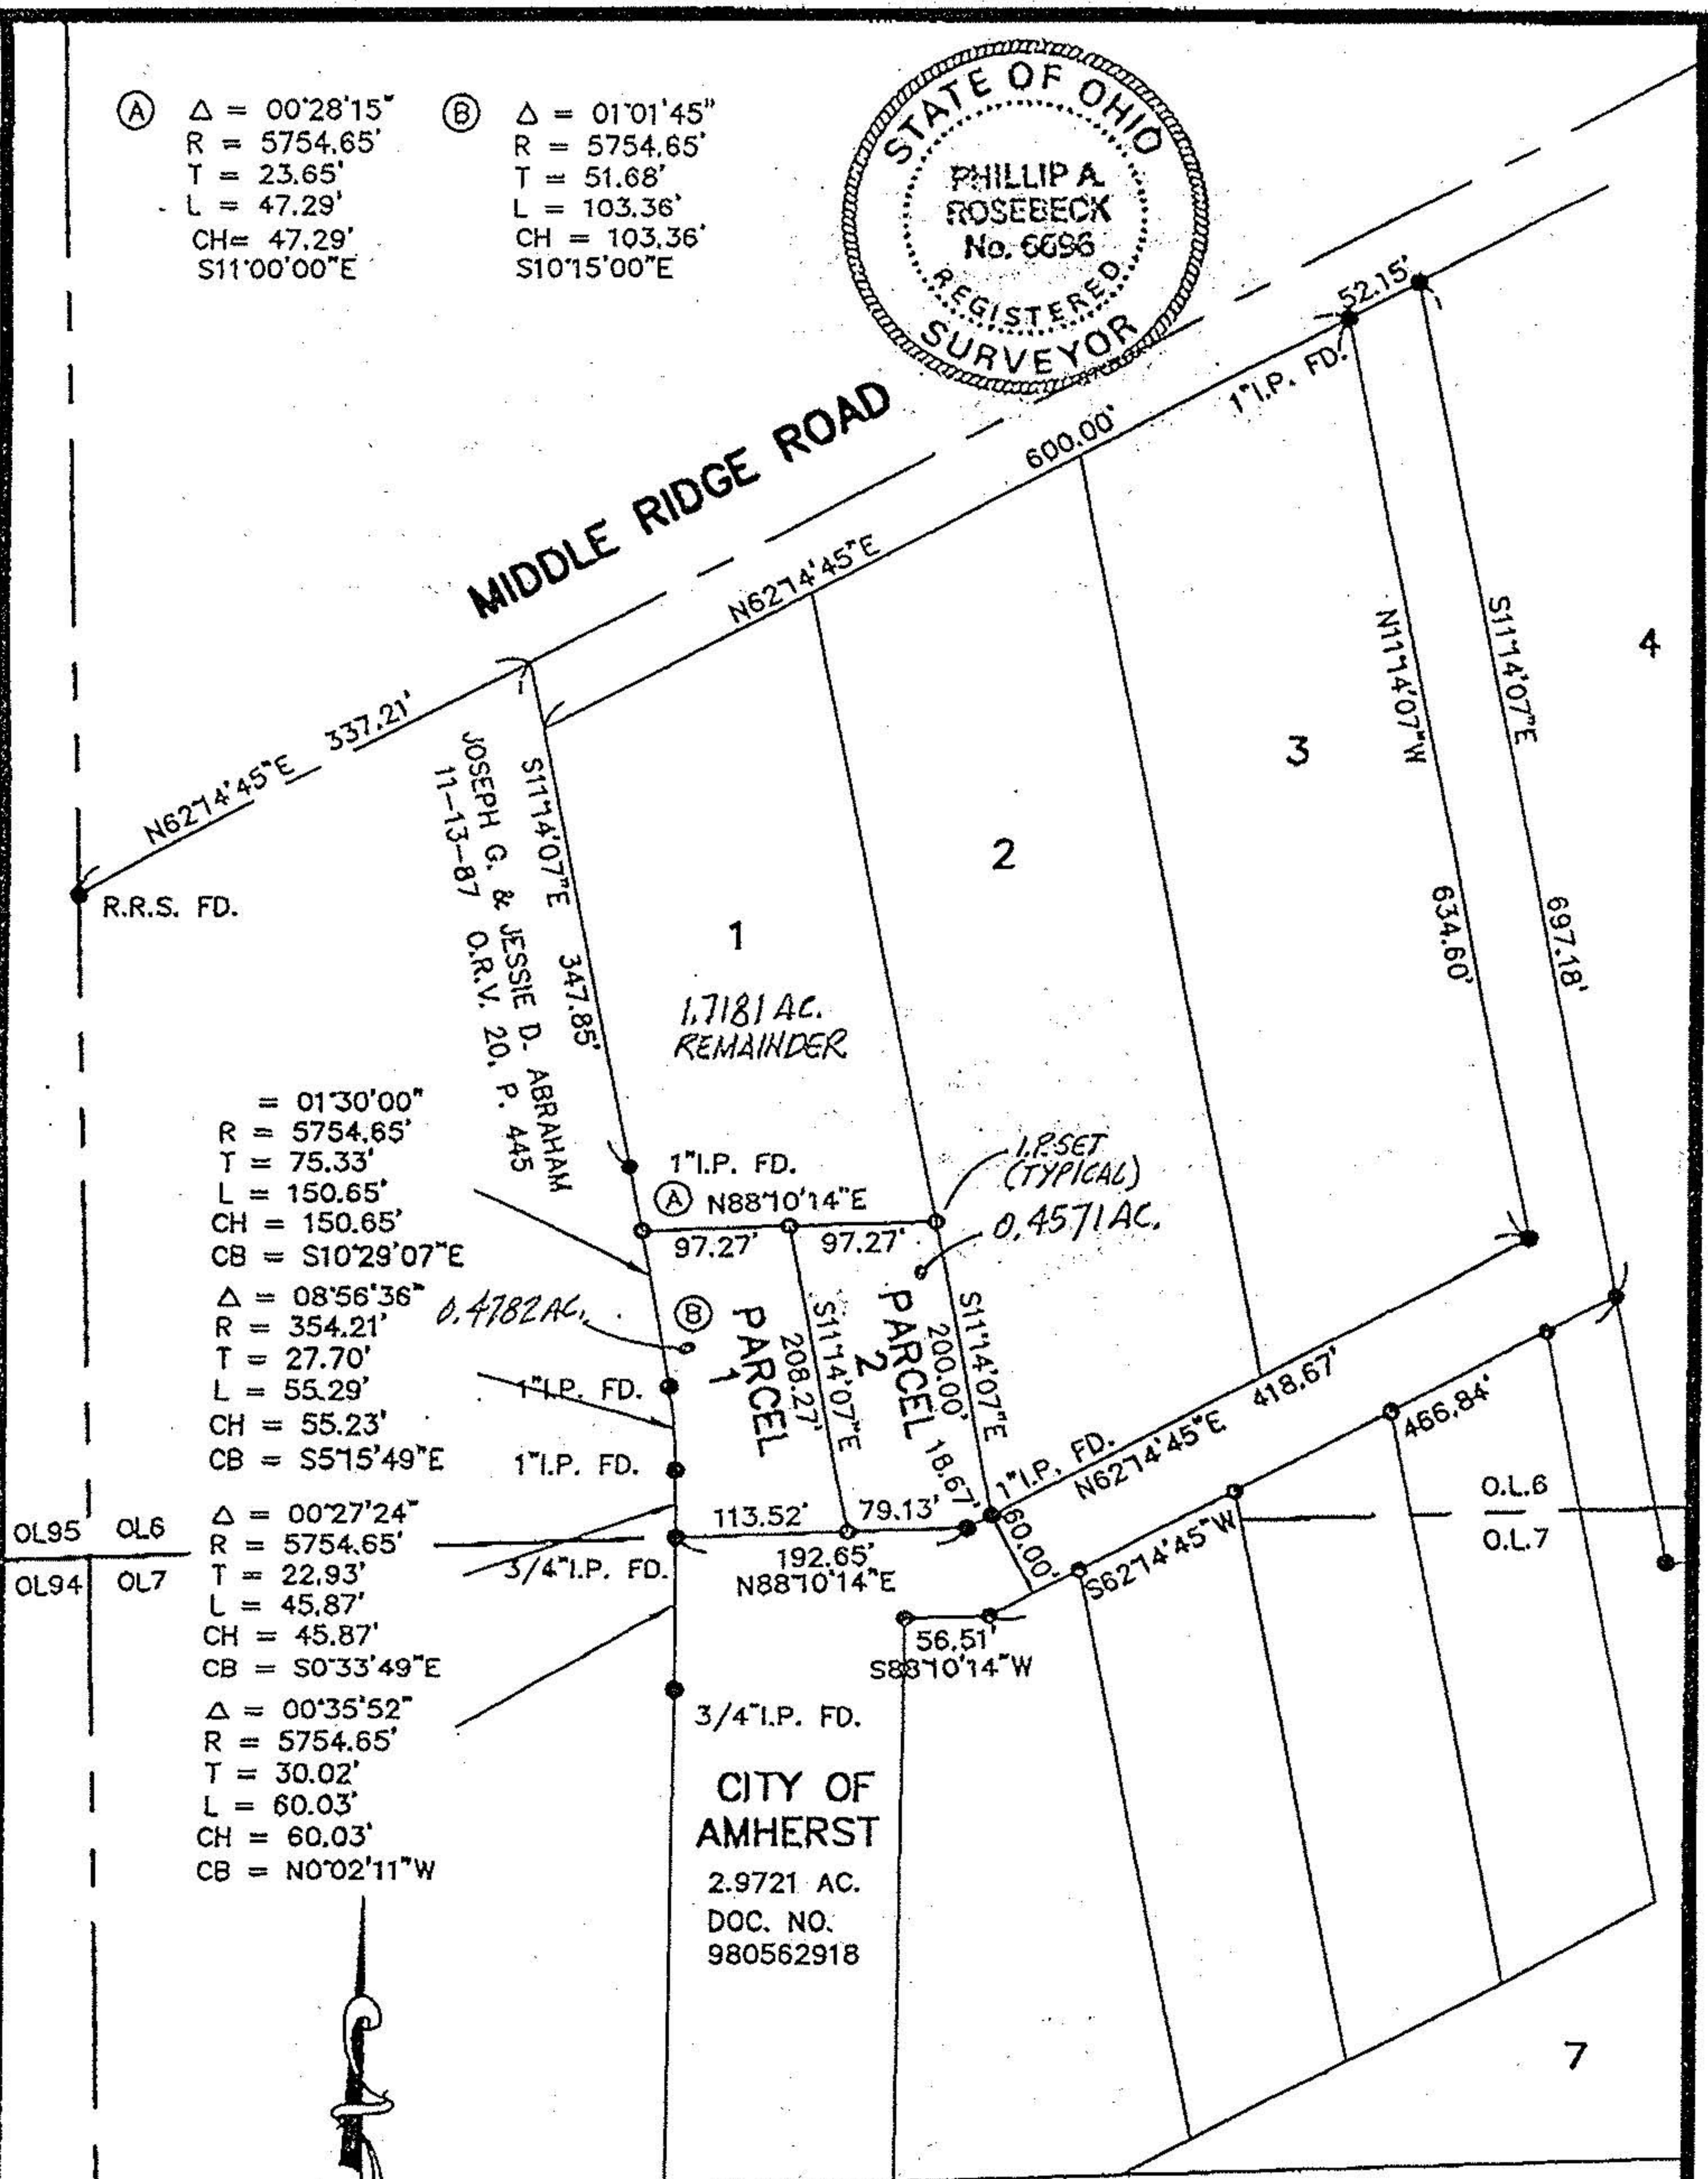 Ⓐ Δ = 00°28'15"
R = 5754.65'
T = 23.65'
L = 47.29'
CH= 47.29'
S11°00'00"E
Ⓑ Δ = 01°01'45"
R = 5754.65'
T = 51.68'
L = 103.36'
CH = 103.36'
S10°15'00"E
STATE OF OHIO
PHILLIP A.
ROSEBECK
No. 6696
REGISTERED
SURVEYOR
MIDDLE RIDGE ROAD
52.15'
1"I.P. FD.
600.00'
N62°14'45"E
N62°14'45"E 337.21'
R.R.S. FD.
S11°14'07"E 347.85'
JOSEPH G. & JESSIE D. ABRAHAM
11-13-87 O.R.V. 20, P. 445
1
1.7181 AC.
REMAINDER
2
3
N11°14'07"W
634.60'
S11°14'07"E
697.18'
4
= 01°30'00"
R = 5754.65'
T = 75.33'
L = 150.65'
CH = 150.65'
CB = S10°29'07"E
Δ = 08°56'36"
R = 354.21'
T = 27.70'
L = 55.29'
CH = 55.23'
CB = S5°15'49"E
Δ = 00°27'24"
R = 5754.65'
T = 22.93'
L = 45.87'
CH = 45.87'
CB = S0°33'49"E
Δ = 00°35'52"
R = 5754.65'
T = 30.02'
L = 60.03'
CH = 60.03'
CB = N0°02'11"W
1"I.P. FD.
Ⓐ N88°10'14"E
97.27' 97.27'
I.P. SET
(TYPICAL)
0.4571 AC.
0.4782 AC.
Ⓑ
PARCEL
1
S11°14'07"E
208.27'
PARCEL
2
200.00'
S11°14'07"E
18.67'
1"I.P. FD.
1"I.P. FD.
3/4"I.P. FD.
113.52' 79.13'
192.65'
N88°10'14"E
1"I.P. FD.
60.00'
N62°14'45"E 418.67'
466.84'
S62°14'45"W
O.L.6
O.L.7
OL95 OL6
OL94 OL7
56.51'
S88°10'14"W
3/4"I.P. FD.
CITY OF
AMHERST
2.9721 AC.
DOC. NO.
980562918
7